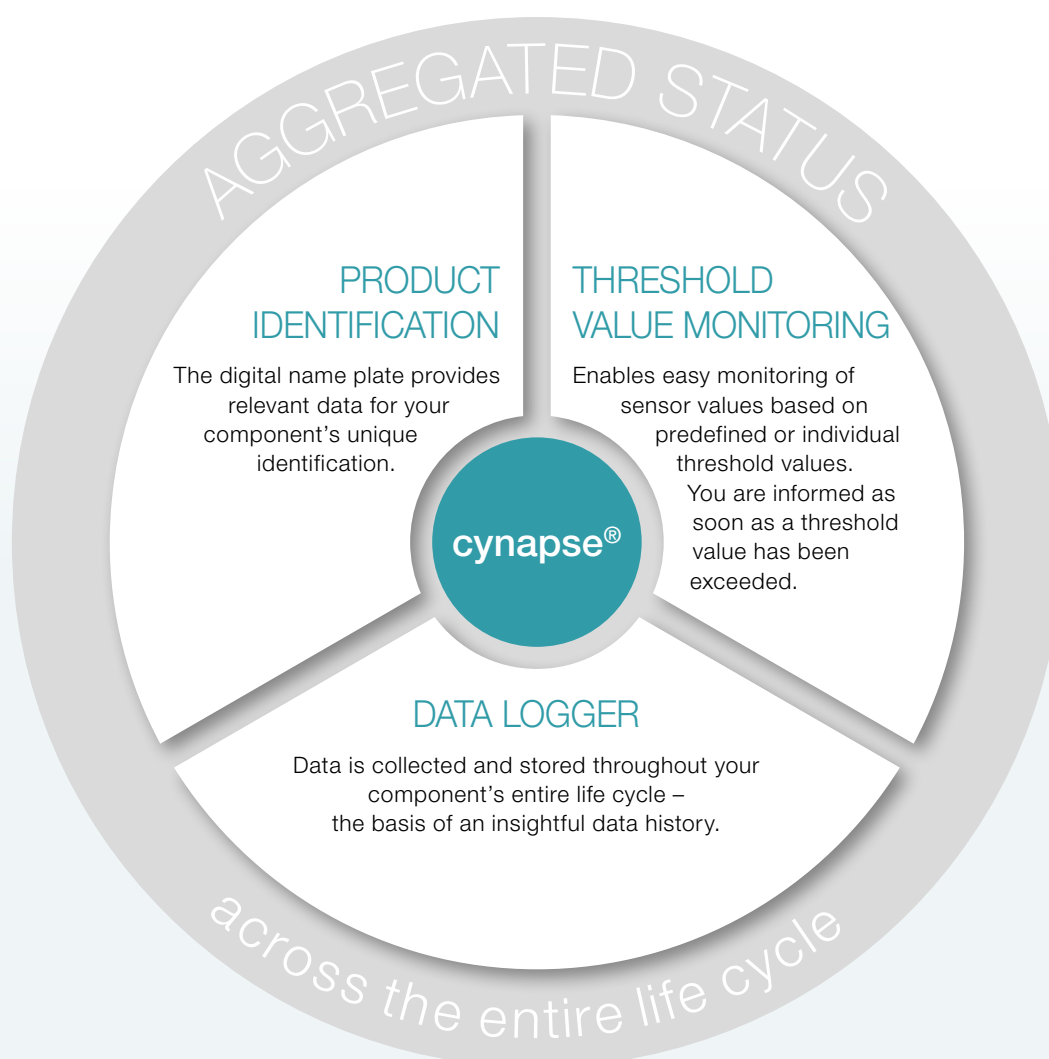 AGGREGATED STATUS
PRODUCT
IDENTIFICATION
The digital name plate provides
relevant data for your
component’s unique
identification.
THRESHOLD
VALUE MONITORING
Enables easy monitoring of
sensor values based on
predefined or individual
threshold values.
You are informed as
soon as a threshold
value has been
exceeded.
cynapse®
DATA LOGGER
Data is collected and stored throughout your
component’s entire life cycle –
the basis of an insightful data history.
across the entire life cycle